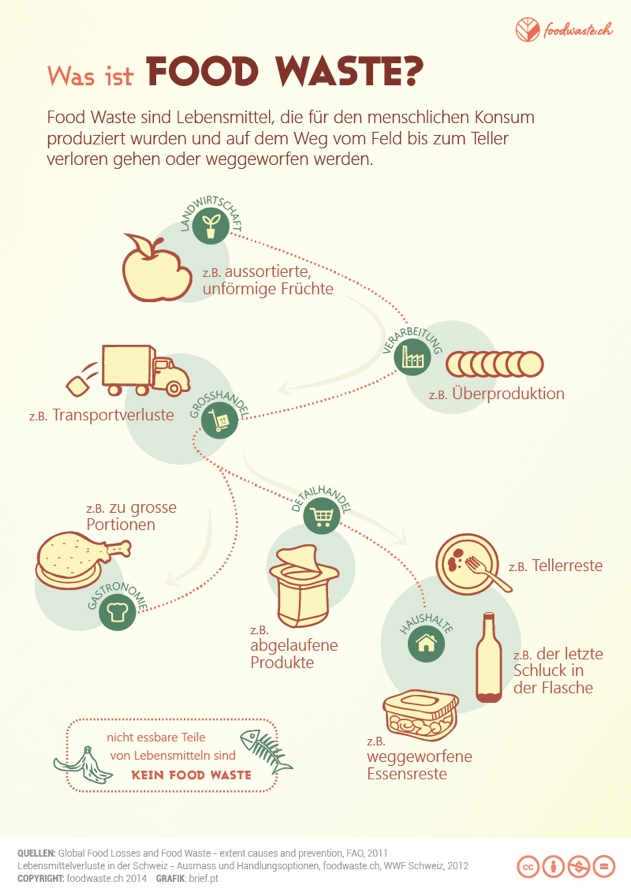 foodwaste.ch
Was ist FOOD WASTE?
Food Waste sind Lebensmittel, die für den menschlichen Konsum
produziert wurden und auf dem Weg vom Feld bis zum Teller
verloren gehen oder weggeworfen werden.
LANDWIRTSCHAFT
z.B. aussortierte,
unförmige Früchte
VERARBEITUNG
z.B. Überproduktion
GROSSHANDEL
z.B. Transportverluste
z.B. zu grosse
Portionen
GASTRONOMIE
DETAILHANDEL
z.B.
abgelaufene
Produkte
z.B. Tellerreste
HAUSHALTE
z.B. der letzte
Schluck in
der Flasche
z.B.
weggeworfene
Essensreste
nicht essbare Teile
von Lebensmitteln sind
KEIN FOOD WASTE
QUELLEN: Global Food Losses and Food Waste - extent causes and prevention, FAO, 2011
Lebensmittelverluste in der Schweiz - Ausmass und Handlungsoptionen, foodwaste.ch, WWF Schweiz, 2012
COPYRIGHT: foodwaste.ch 2014 GRAFIK: brief.pt
cc